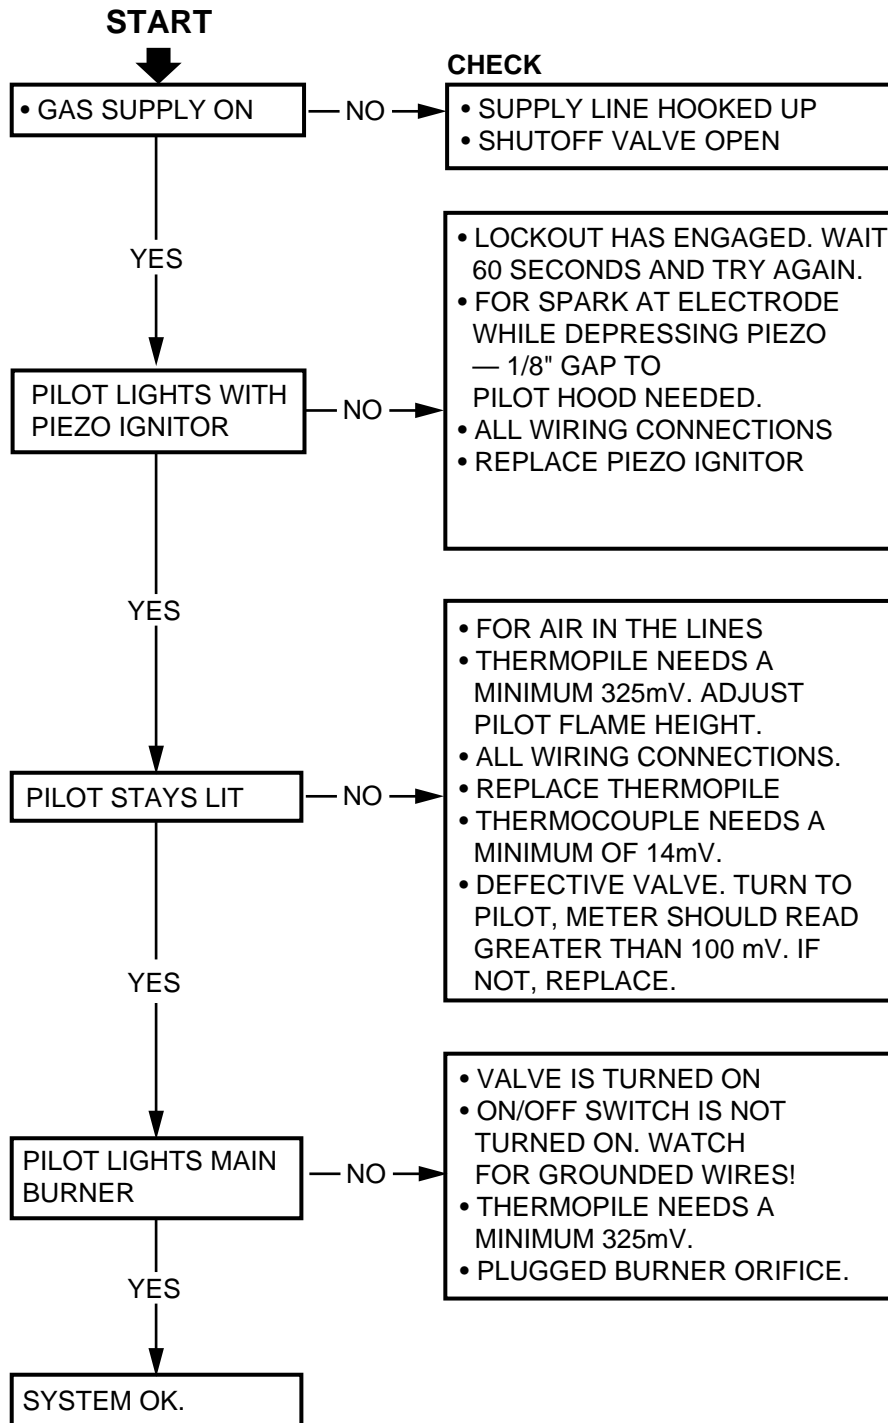 START
CHECK
• GAS SUPPLY ON
NO
• SUPPLY LINE HOOKED UP
• SHUTOFF VALVE OPEN
YES
PILOT LIGHTS WITH
PIEZO IGNITOR
NO
• LOCKOUT HAS ENGAGED. WAIT
60 SECONDS AND TRY AGAIN.
• FOR SPARK AT ELECTRODE
WHILE DEPRESSING PIEZO
— 1/8" GAP TO
PILOT HOOD NEEDED.
• ALL WIRING CONNECTIONS
• REPLACE PIEZO IGNITOR
YES
PILOT STAYS LIT
NO
• FOR AIR IN THE LINES
• THERMOPILE NEEDS A
MINIMUM 325mV. ADJUST
PILOT FLAME HEIGHT.
• ALL WIRING CONNECTIONS.
• REPLACE THERMOPILE
• THERMOCOUPLE NEEDS A
MINIMUM OF 14mV.
• DEFECTIVE VALVE. TURN TO
PILOT, METER SHOULD READ
GREATER THAN 100 mV. IF
NOT, REPLACE.
YES
PILOT LIGHTS MAIN
BURNER
NO
• VALVE IS TURNED ON
• ON/OFF SWITCH IS NOT
TURNED ON. WATCH
FOR GROUNDED WIRES!
• THERMOPILE NEEDS A
MINIMUM 325mV.
• PLUGGED BURNER ORIFICE.
YES
SYSTEM OK.